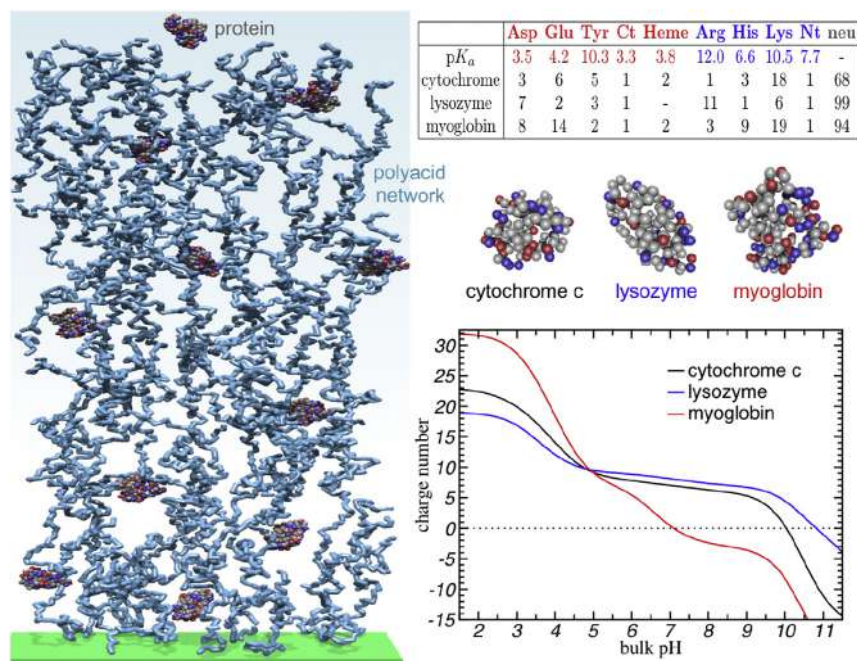 protein
polyacid
network
Asp Glu Tyr Ct Heme Arg His Lys Nt neu
pKa 3.5 4.2 10.3 3.3 3.8 12.0 6.6 10.5 7.7 -
cytochrome 3 6 5 1 2 1 3 18 1 68
lysozyme 7 2 3 1 - 11 1 6 1 99
myoglobin 8 14 2 1 2 3 9 19 1 94
cytochrome c lysozyme myoglobin
30
25
20
15
10
5
0
-5
-10
-15
charge number
cytochrome c
lysozyme
myoglobin
2 3 4 5 6 7 8 9 10 11
bulk pH